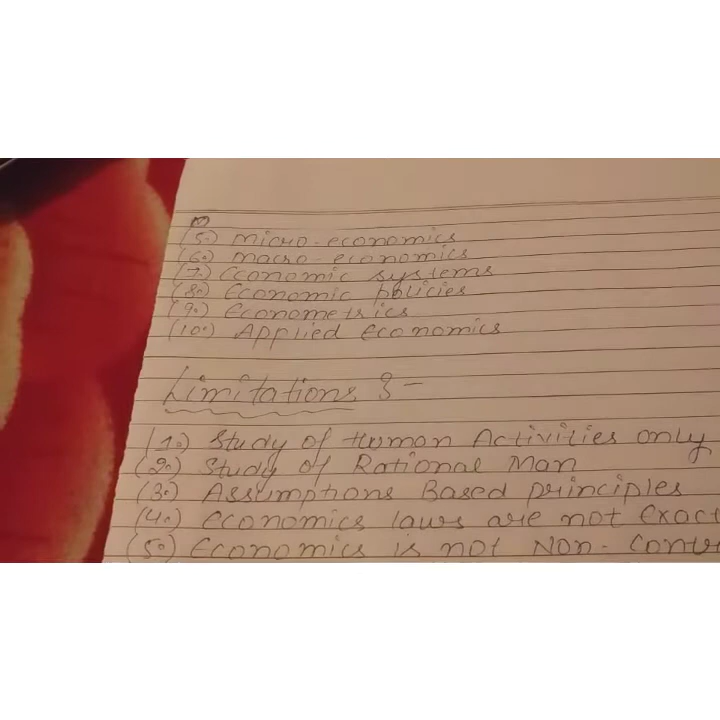 (5.) Micro-economics
(6.) Macro-economics
(7.) Economic systems
(8.) Economic policies
(9.) Econometrics
(10.) Applied Economics
Limitations :-
(1.) Study of Human Activities only
(2.) Study of Rational Man
(3.) Assumptions Based principles
(4.) economics laws are not exact
(5.) Economics is not Non-